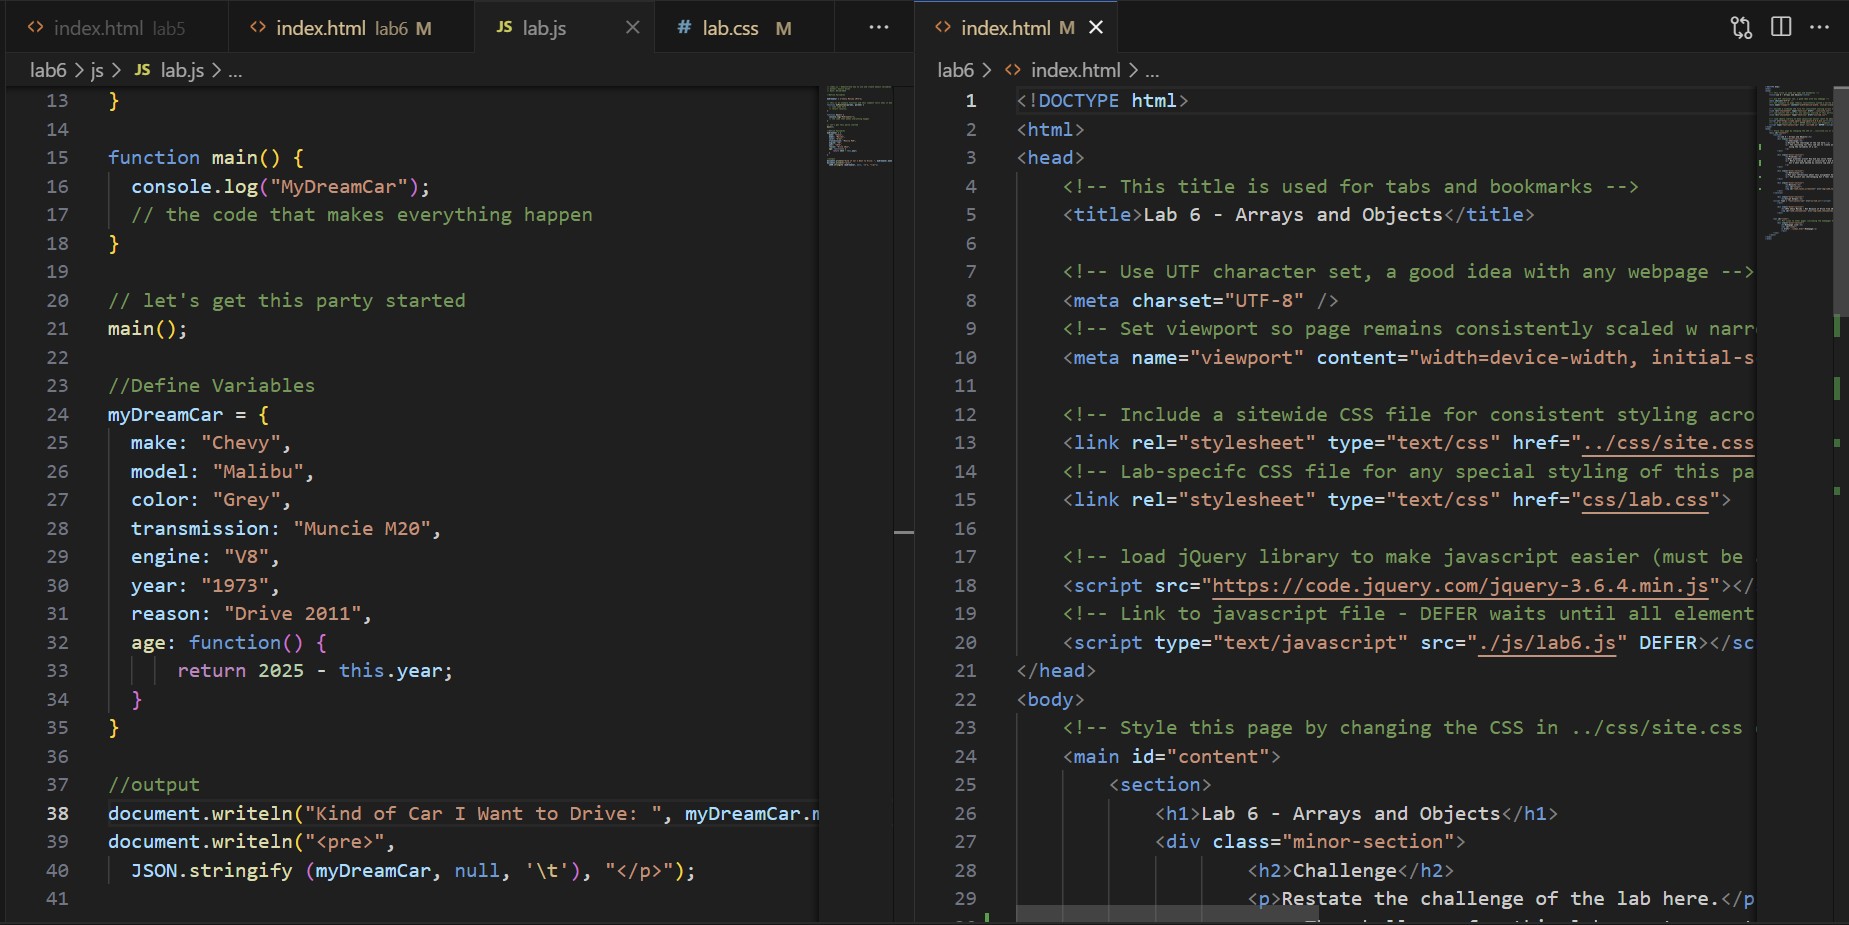 index.html lab5
index.html lab6 M
JS lab.js
# lab.css M
...
index.html M
...
lab6 > js > JS lab.js > ...
13 }
14
15 function main() {
16 console.log("MyDreamCar");
17 // the code that makes everything happen
18 }
19
20 // let's get this party started
21 main();
22
23 //Define Variables
24 myDreamCar = {
25 make: "Chevy",
26 model: "Malibu",
27 color: "Grey",
28 transmission: "Muncie M20",
29 engine: "V8",
30 year: "1973",
31 reason: "Drive 2011",
32 age: function() {
33 return 2025 - this.year;
34 }
35 }
36
37 //output
38 document.writeln("Kind of Car I Want to Drive: ", myDreamCar.m
39 document.writeln("<pre>",
40 JSON.stringify (myDreamCar, null, '\t'), "</p>");
41
lab6 > index.html > ...
1 <!DOCTYPE html>
2 <html>
3 <head>
4 <!-- This title is used for tabs and bookmarks -->
5 <title>Lab 6 - Arrays and Objects</title>
6
7 <!-- Use UTF character set, a good idea with any webpage -->
8 <meta charset="UTF-8" />
9 <!-- Set viewport so page remains consistently scaled w narr
10 <meta name="viewport" content="width=device-width, initial-s
11
12 <!-- Include a sitewide CSS file for consistent styling acro
13 <link rel="stylesheet" type="text/css" href="../css/site.css
14 <!-- Lab-specifc CSS file for any special styling of this pa
15 <link rel="stylesheet" type="text/css" href="css/lab.css">
16
17 <!-- load jQuery library to make javascript easier (must be
18 <script src="https://code.jquery.com/jquery-3.6.4.min.js"></
19 <!-- Link to javascript file - DEFER waits until all element
20 <script type="text/javascript" src="./js/lab6.js" DEFER></sc
21 </head>
22 <body>
23 <!-- Style this page by changing the CSS in ../css/site.css
24 <main id="content">
25 <section>
26 <h1>Lab 6 - Arrays and Objects</h1>
27 <div class="minor-section">
28 <h2>Challenge</h2>
29 <p>Restate the challenge of the lab here.</p